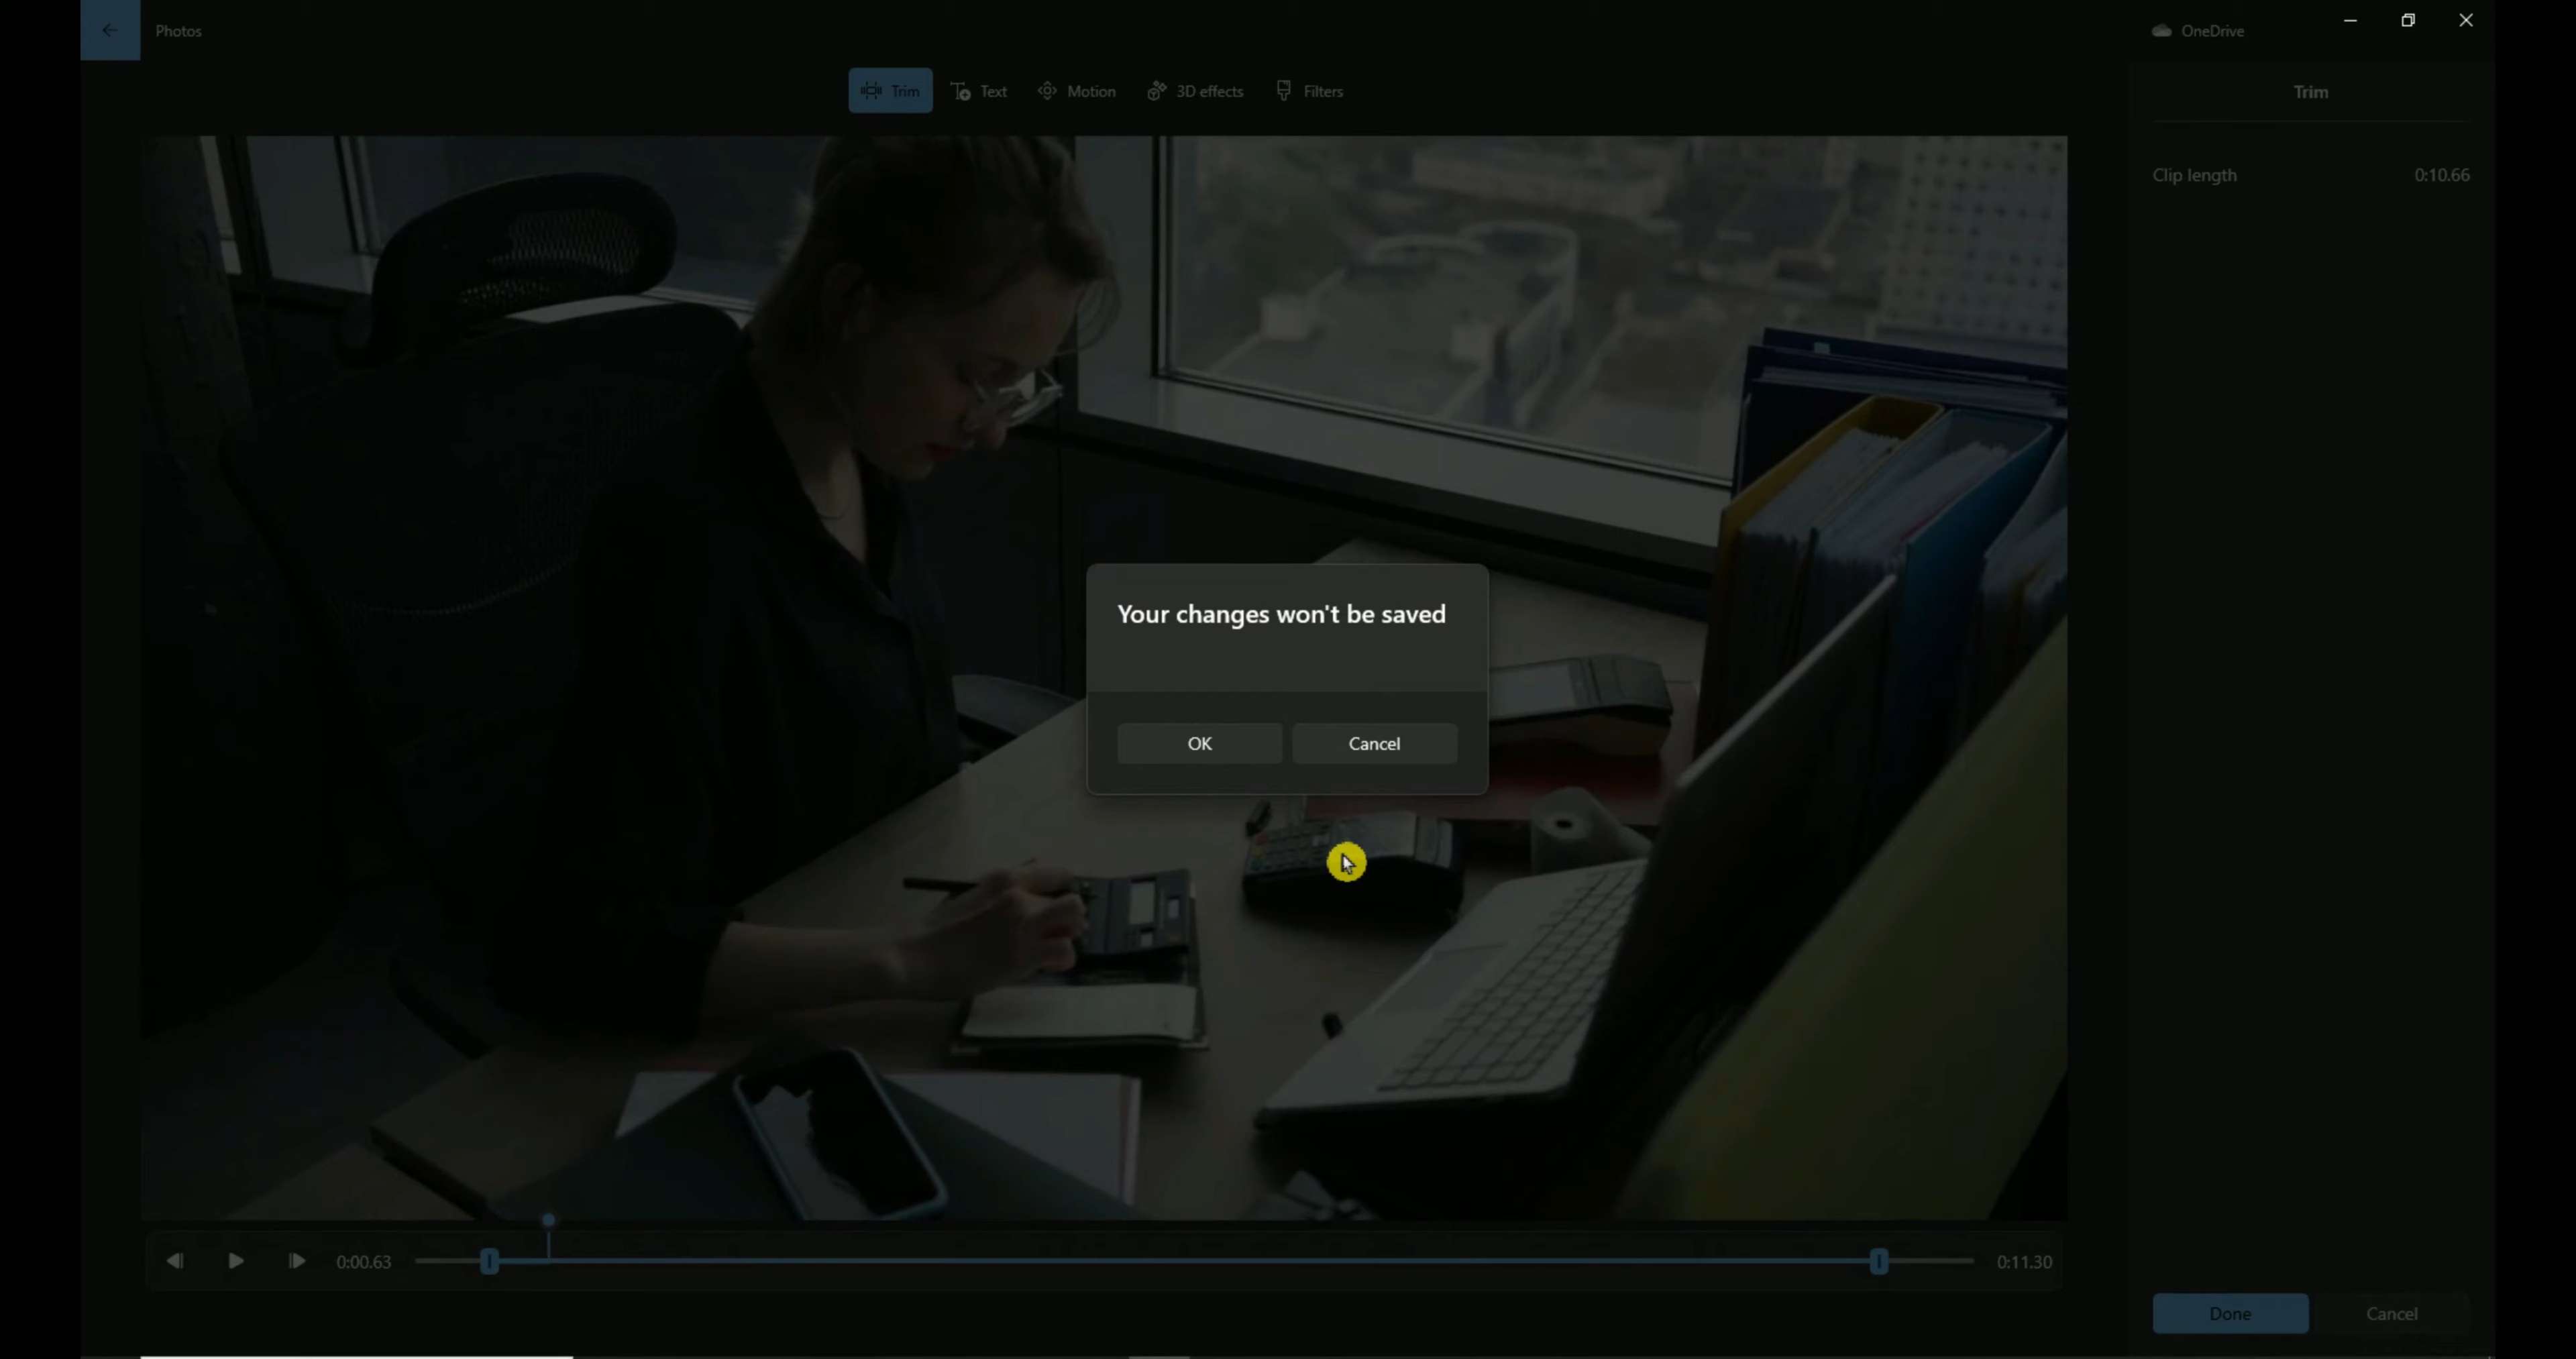 Photos
OneDrive
Trim
Text
Motion
3D effects
Filters
Trim
Clip length
0:10.66
Your changes won't be saved
OK
Cancel
0:00.63
0:11.30
Done
Cancel